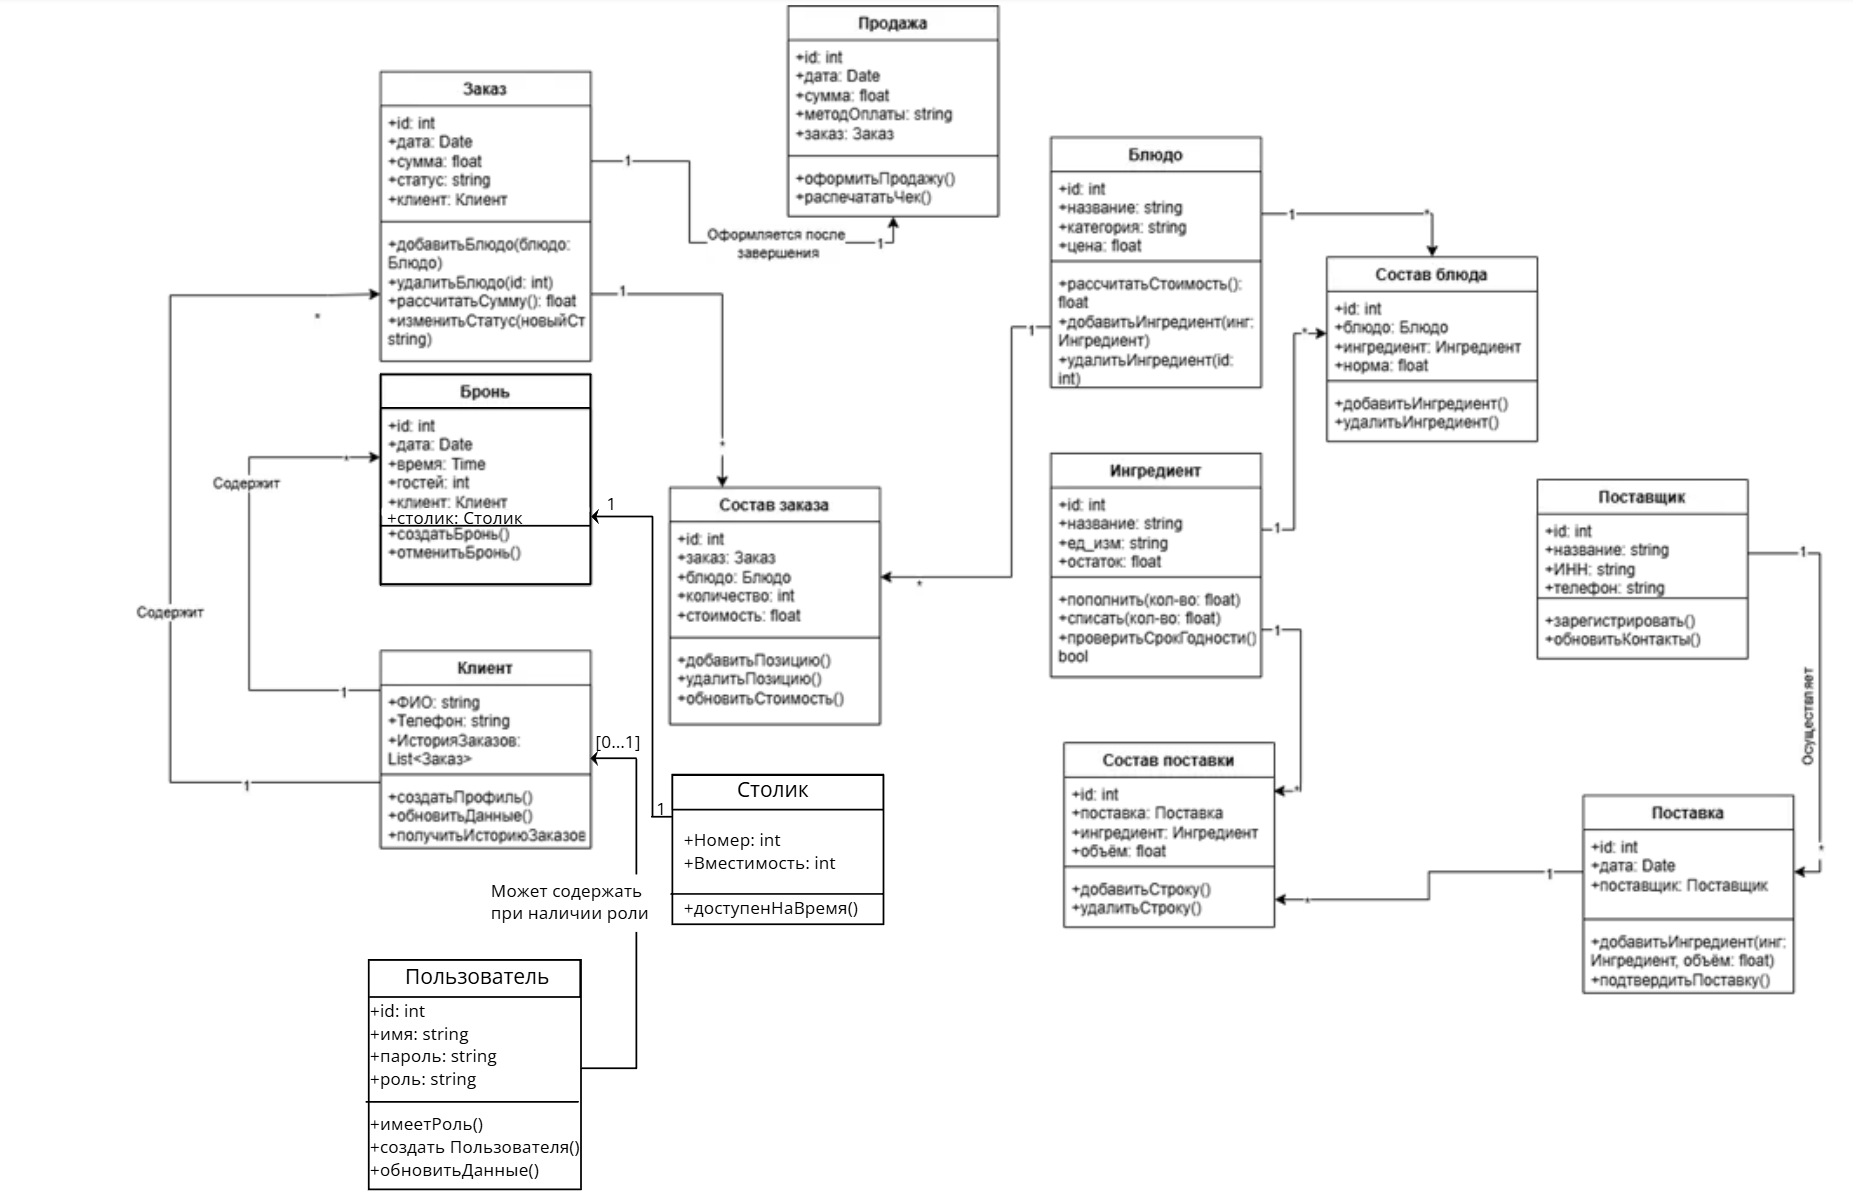 Продажа
+id: int
+дата: Date
+сумма: float
+методОплаты: string
+заказ: Заказ
+оформитьПродажу()
+распечататьЧек()
Заказ
+id: int
+дата: Date
+сумма: float
+статус: string
+клиент: Клиент
+добавитьБлюдо(блюдо:
Блюдо)
+удалитьБлюдо(id: int)
+рассчитатьСумму(): float
+изменитьСтатус(новыйСт
string)
1
Оформляется после
завершения
1
1
*
*
Блюдо
+id: int
+название: string
+категория: string
+цена: float
+рассчитатьСтоимость():
float
+добавитьИнгредиент(инг:
Ингредиент)
+удалитьИнгредиент(id:
int)
1
*
1
*
Состав блюда
+id: int
+блюдо: Блюдо
+ингредиент: Ингредиент
+норма: float
+добавитьИнгредиент()
+удалитьИнгредиент()
*
Бронь
+id: int
+дата: Date
+время: Time
+гостей: int
+клиент: Клиент
+столик: Столик
+создатьБронь()
+отменитьБронь()
*
Содержит
1
Содержит
1
1
Состав заказа
+id: int
+заказ: Заказ
+блюдо: Блюдо
+количество: int
+стоимость: float
+добавитьПозицию()
+удалитьПозицию()
+обновитьСтоимость()
Ингредиент
+id: int
+название: string
+ед_изм: string
+остаток: float
+пополнить(кол-во: float)
+списать(кол-во: float)
+проверитьСрокГодности()
bool
1
1
*
Поставщик
+id: int
+название: string
+ИНН: string
+телефон: string
+зарегистрировать()
+обновитьКонтакты()
1
Осуществляет
*
Клиент
+ФИО: string
+Телефон: string
+ИсторияЗаказов:
List<Заказ>
+создатьПрофиль()
+обновитьДанные()
+получитьИсториюЗаказов
[0...1]
1
Столик
+Номер: int
+Вместимость: int
+доступенНаВремя()
Состав поставки
+id: int
+поставка: Поставка
+ингредиент: Ингредиент
+объём: float
+добавитьСтроку()
+удалитьСтроку()
*
1
Поставка
+id: int
+дата: Date
+поставщик: Поставщик
+добавитьИнгредиент(инг:
Ингредиент, объём: float)
+подтвердитьПоставку()
Может содержать
при наличии роли
Пользователь
+id: int
+имя: string
+пароль: string
+роль: string
+имеетРоль()
+создать Пользователя()
+обновитьДанные()